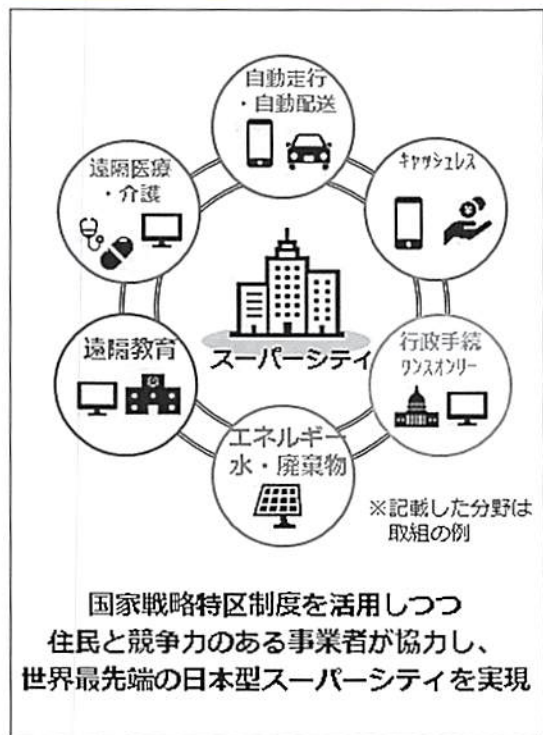 自動走行
・自動配送
遠隔医療
・介護
キャッシュレス
スーパーシティ
遠隔教育
行政手続
ワンスオンリー
エネルギー
水・廃棄物
※記載した分野は
取組の例
国家戦略特区制度を活用しつつ
住民と競争力のある事業者が協力し、
世界最先端の日本型スーパーシティを実現